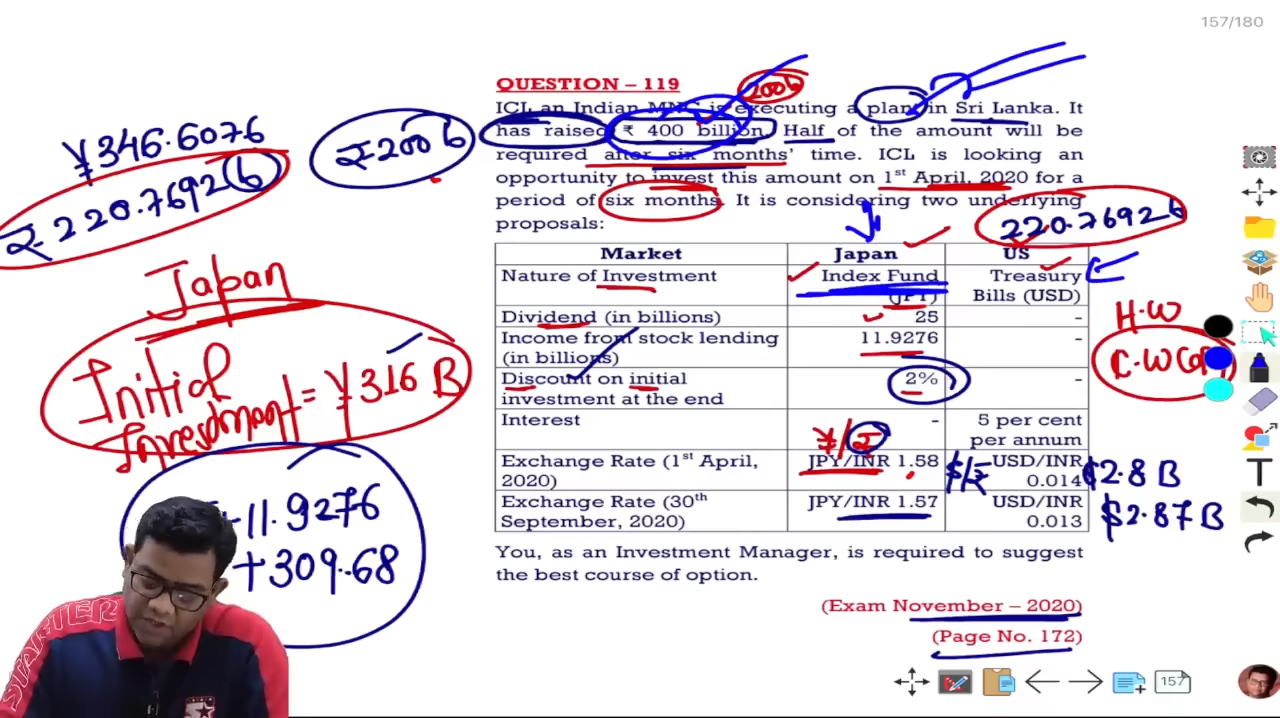 157/180
QUESTION – 119
200b
ICL an Indian MNC is executing a plant in Sri Lanka. It
has raised ₹ 400 billion. Half of the amount will be
required after six months' time. ICL is looking an
opportunity to invest this amount on 1st April, 2020 for a
period of six months. It is considering two underlying
proposals:
¥346.6076
₹220.7692b
₹200b
220.7692b
Market Japan US
Nature of Investment Index Fund (JPY) Treasury Bills (USD)
Dividend (in billions) 25 -
Income from stock lending (in billions) 11.9276 -
Discount on initial investment at the end 2% -
Interest - 5 per cent per annum
Exchange Rate (1st April, 2020) JPY/INR 1.58 USD/INR 0.014
Exchange Rate (30th September, 2020) JPY/INR 1.57 USD/INR 0.013
¥/₹
$/₹
$2.8 B
$2.87 B
H.W
Japan
Initial
Investment = ¥316 B
+11.9276
+309.68
You, as an Investment Manager, is required to suggest
the best course of option.
(Exam November – 2020)
(Page No. 172)
STARTER
T
157